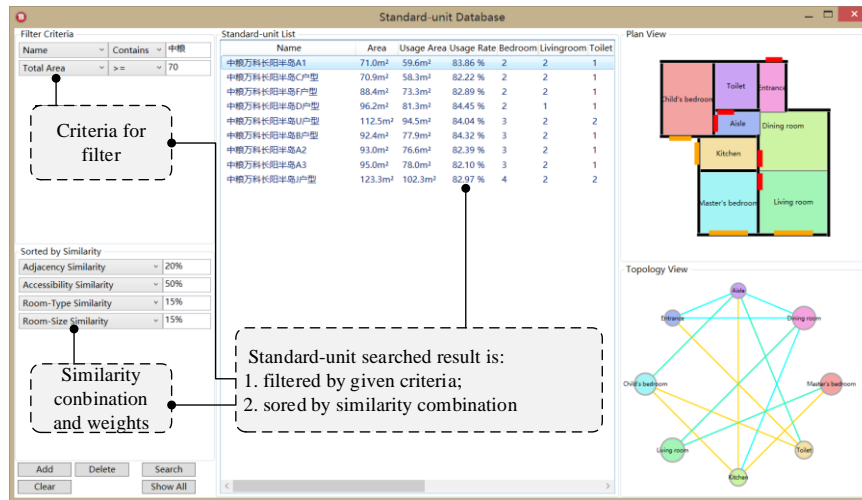 Standard-unit Database
Filter Criteria
Name Contains 中粮
Total Area >= 70
Criteria for
filter
Sorted by Similarity
Adjacency Similarity 20%
Accessibility Similarity 50%
Room-Type Similarity 15%
Room-Size Similarity 15%
Similarity
conbination
and weights
Add Delete Search
Clear Show All
Standard-unit List
Name Area Usage Area Usage Rate Bedroom Livingroom Toilet
中粮万科长阳半岛A1 71.0m² 59.6m² 83.86 % 2 2 1
中粮万科长阳半岛C户型 70.9m² 58.3m² 82.22 % 2 2 1
中粮万科长阳半岛F户型 88.4m² 73.3m² 82.89 % 2 2 1
中粮万科长阳半岛D户型 96.2m² 81.3m² 84.45 % 2 1 1
中粮万科长阳半岛U户型 112.5m² 94.5m² 84.04 % 3 2 2
中粮万科长阳半岛B户型 92.4m² 77.9m² 84.32 % 3 2 1
中粮万科长阳半岛A2 93.0m² 76.6m² 82.39 % 3 2 1
中粮万科长阳半岛A3 95.0m² 78.0m² 82.10 % 3 2 1
中粮万科长阳半岛J户型 123.3m² 102.3m² 82.97 % 4 2 2
Standard-unit searched result is:
1. filtered by given criteria;
2. sored by similarity combination
Plan View
Toilet
Entrance
Child's bedroom
Aisle
Dining room
Kitchen
Master's bedroom
Living room
Topology View
Aisle
Entrance
Dining room
Child's bedroom
Master's bedroom
Living room
Toilet
Kitchen